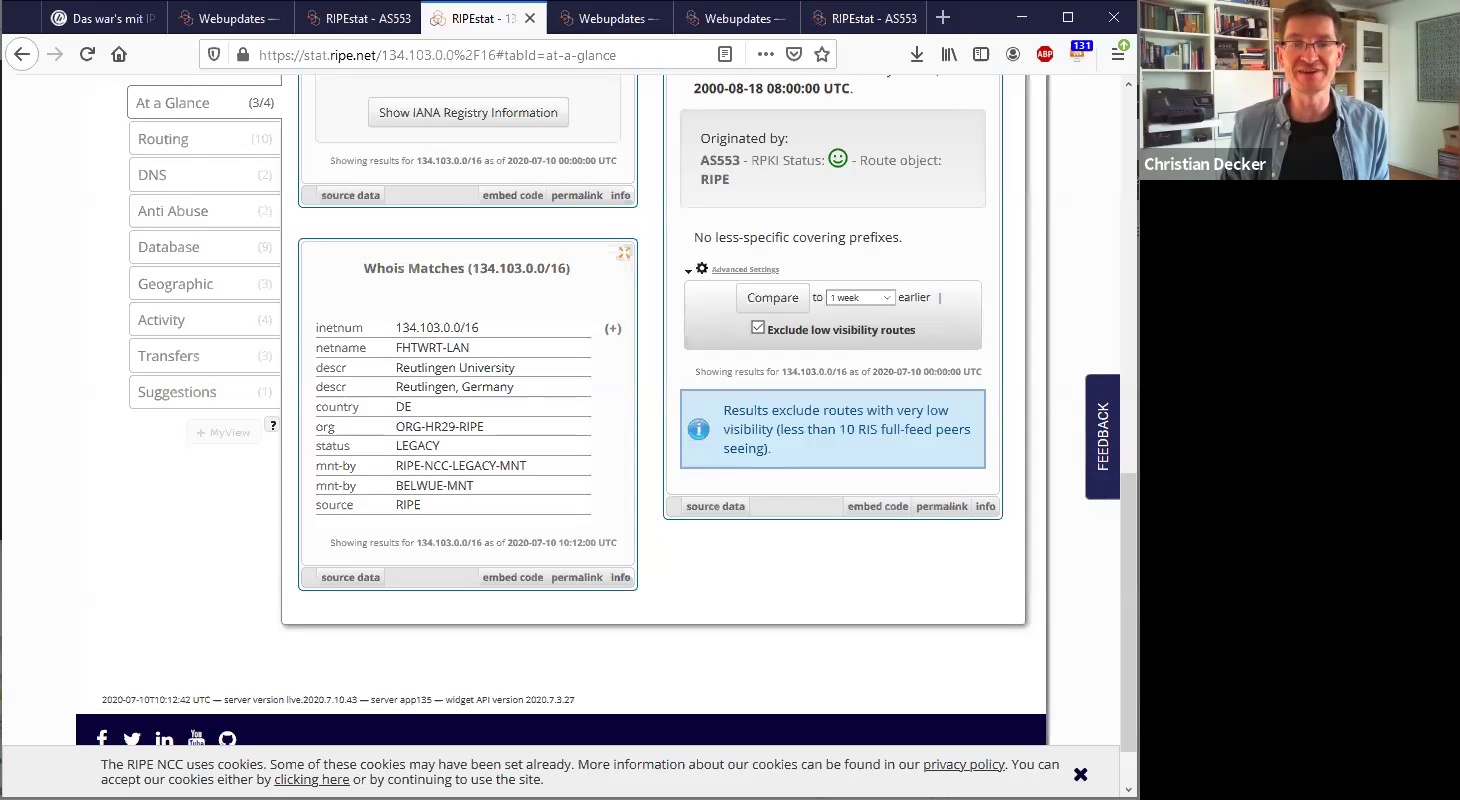 Das war's mit RIP
Webupdates —
RIPEstat - AS553
RIPEstat - 13
Webupdates —
Webupdates —
RIPEstat - AS553
https://stat.ripe.net/134.103.0.0%2F16#tabId=at-a-glance
ABP
131
Christian Decker
At a Glance (3/4)
Routing (10)
DNS (2)
Anti Abuse (2)
Database (9)
Geographic (3)
Activity (4)
Transfers (3)
Suggestions (1)
+ MyView ?
Show IANA Registry Information
Showing results for 134.103.0.0/16 as of 2020-07-10 00:00:00 UTC
source data embed code permalink info
Whois Matches (134.103.0.0/16)
inetnum 134.103.0.0/16 (+)
netname FHTWRT-LAN
descr Reutlingen University
descr Reutlingen, Germany
country DE
org ORG-HR29-RIPE
status LEGACY
mnt-by RIPE-NCC-LEGACY-MNT
mnt-by BELWUE-MNT
source RIPE
Showing results for 134.103.0.0/16 as of 2020-07-10 10:12:00 UTC
source data embed code permalink info
2000-08-18 08:00:00 UTC.
Originated by:
AS553 - RPKI Status: - Route object:
RIPE
No less-specific covering prefixes.
Advanced Settings
Compare to 1 week earlier |
Exclude low visibility routes
Showing results for 134.103.0.0/16 as of 2020-07-10 00:00:00 UTC
Results exclude routes with very low
visibility (less than 10 RIS full-feed peers
seeing).
source data embed code permalink info
FEEDBACK
2020-07-10T10:12:42 UTC — server version live.2020.7.10.43 — server app135 — widget API version 2020.7.3.27
You
Tube
The RIPE NCC uses cookies. Some of these cookies may have been set already. More information about our cookies can be found in our privacy policy. You can
accept our cookies either by clicking here or by continuing to use the site.